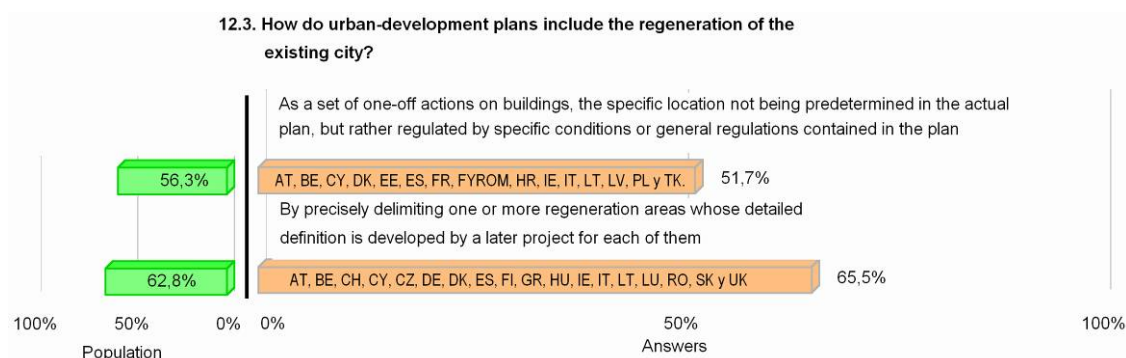 12.3. How do urban-development plans include the regeneration of the
existing city?
As a set of one-off actions on buildings, the specific location not being predetermined in the actual
plan, but rather regulated by specific conditions or general regulations contained in the plan
56,3%
AT, BE, CY, DK, EE, ES, FR, FYROM, HR, IE, IT, LT, LV, PL y TK.
51,7%
By precisely delimiting one or more regeneration areas whose detailed
definition is developed by a later project for each of them
62,8%
AT, BE, CH, CY, CZ, DE, DK, ES, FI, GR, HU, IE, IT, LT, LU, RO, SK y UK
65,5%
100% 50% 0% 0% 50% 100%
Population Answers